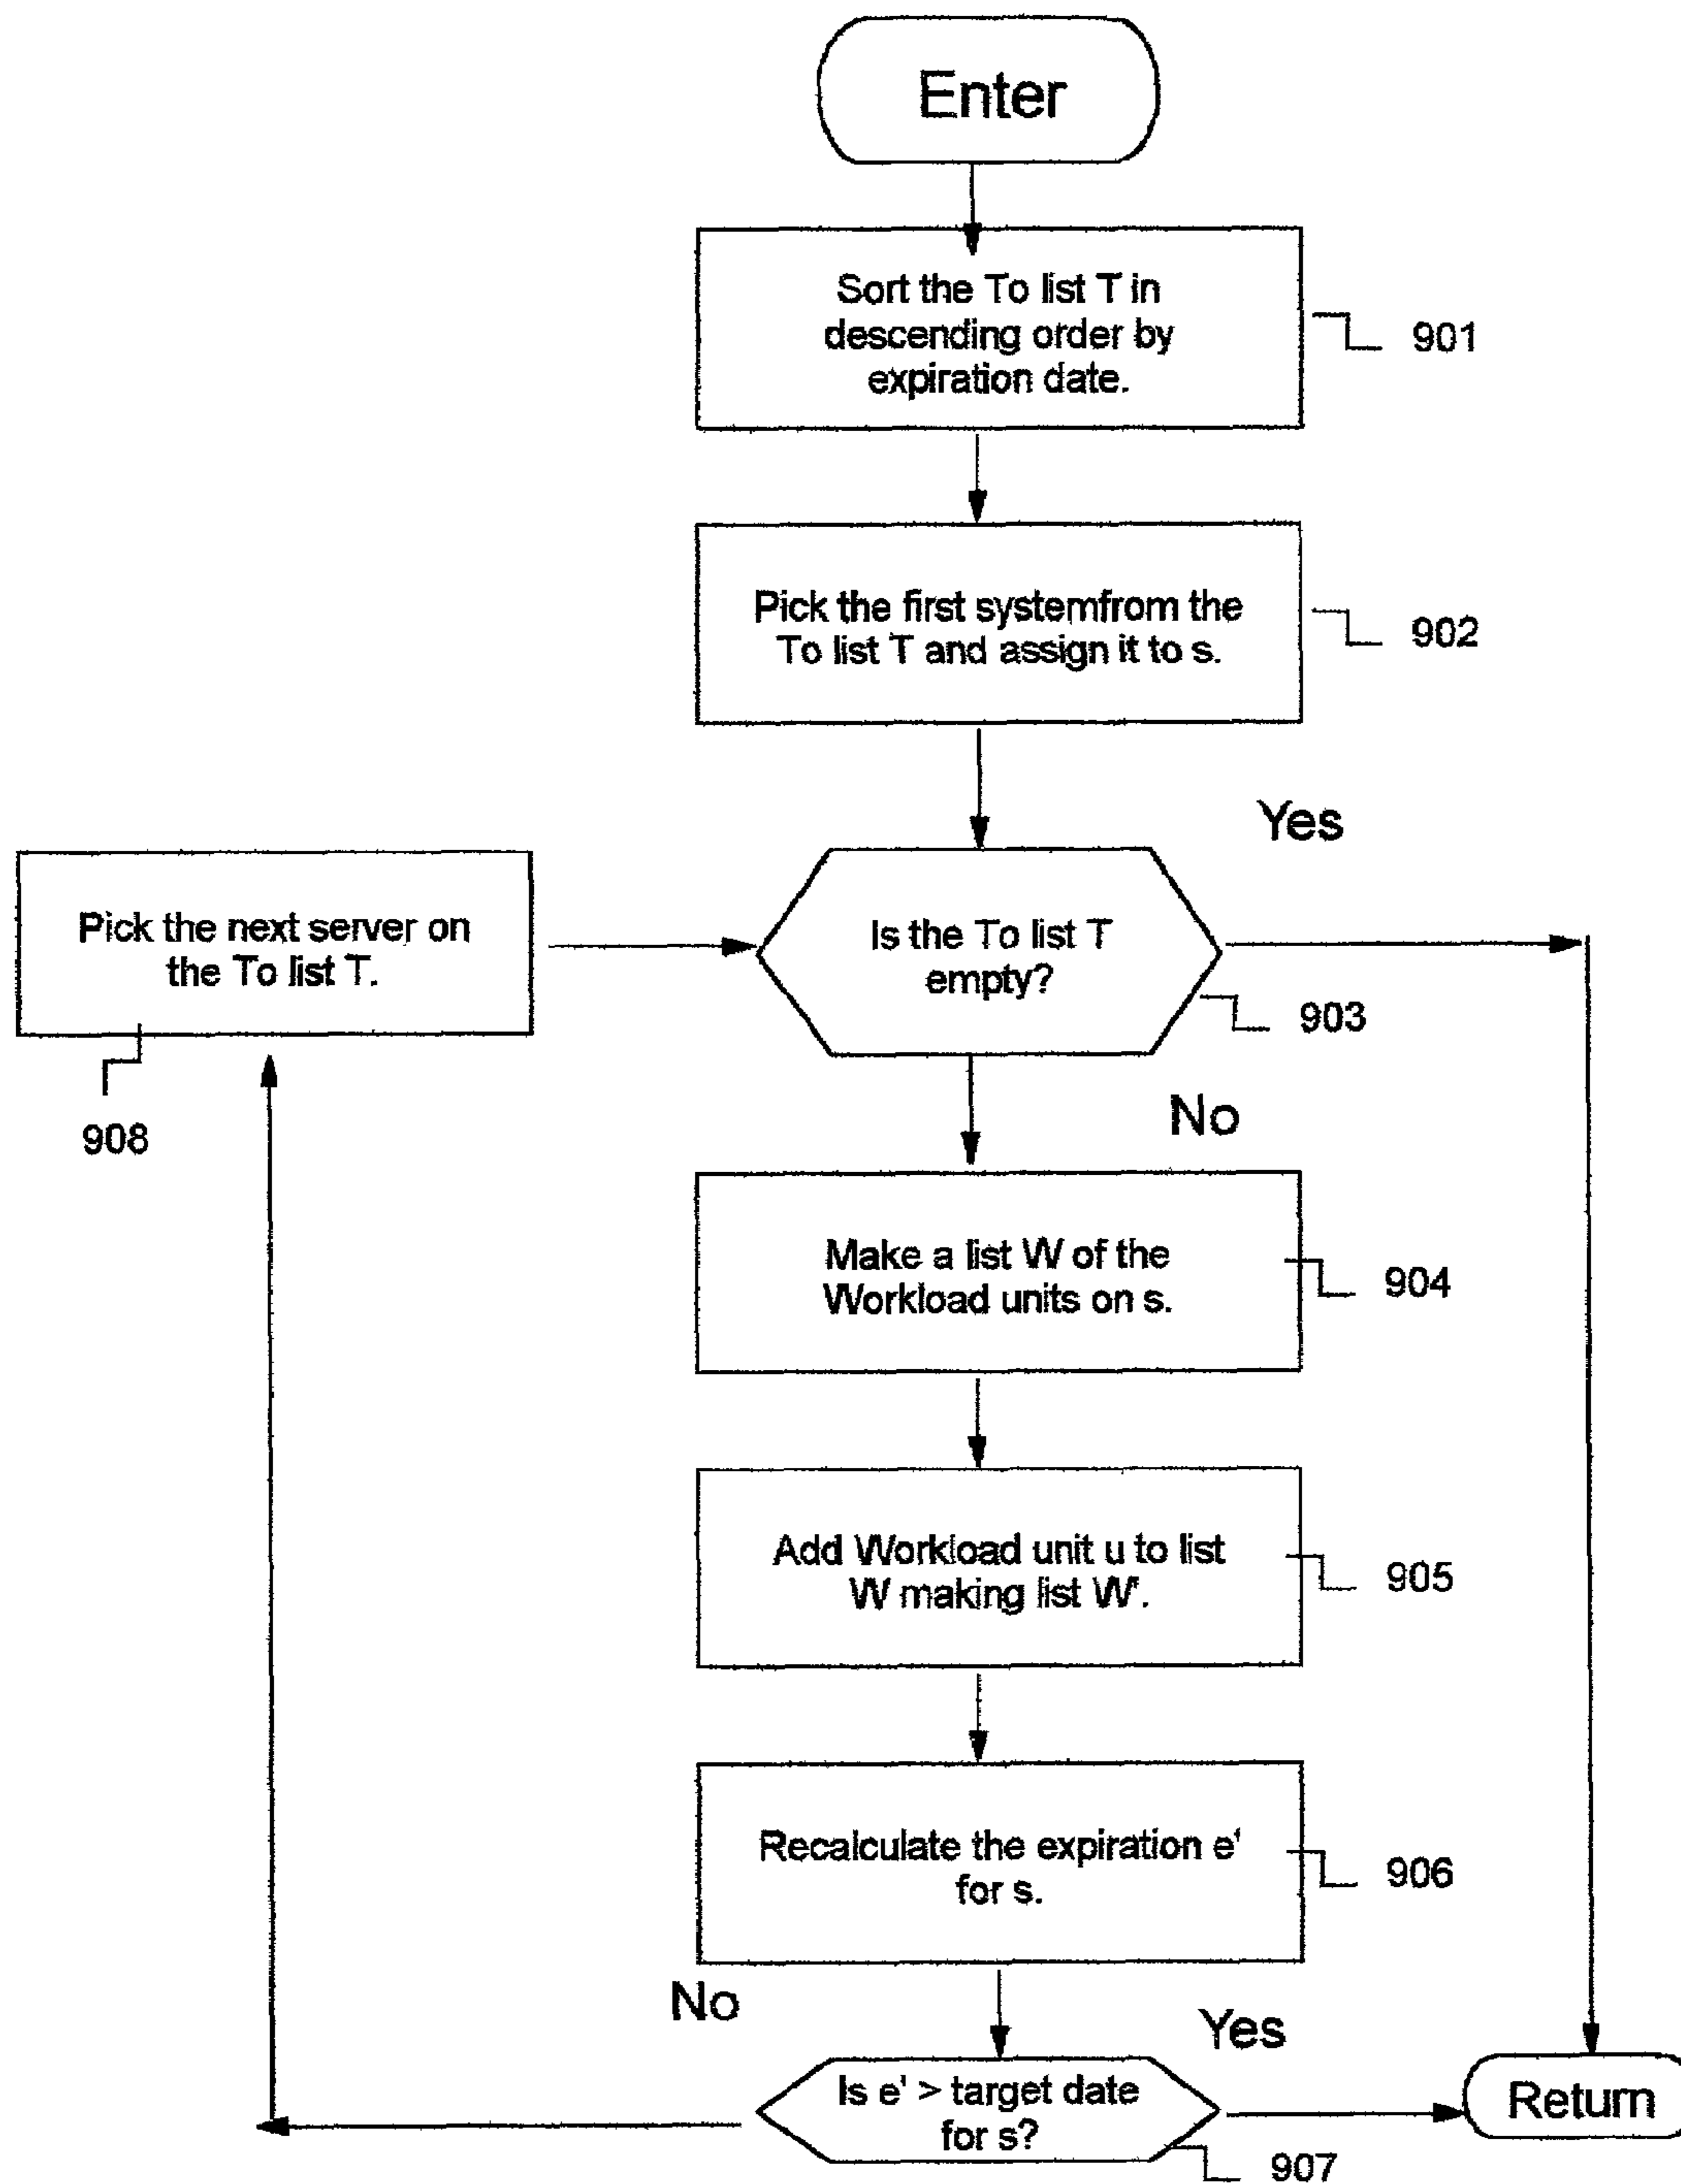 Enter
Sort the To list T in
descending order by
expiration date.
901
Pick the first systemfrom the
To list T and assign it to s.
902
Yes
Pick the next server on
the To list T.
908
Is the To list T
empty?
903
No
Make a list W of the
Workload units on s.
904
Add Workload unit u to list
W making list W'.
905
Recalculate the expiration e'
for s.
906
No
Yes
Is e' > target date
for s?
907
Return